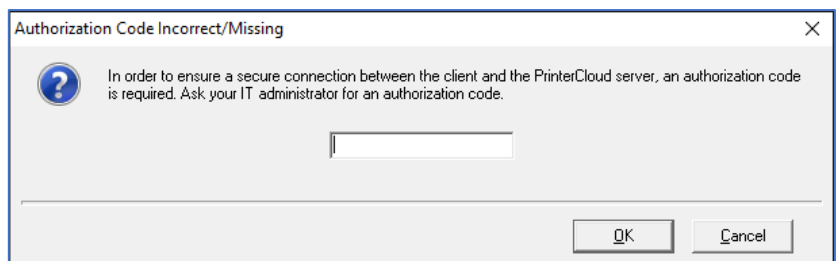 Authorization Code Incorrect/Missing
In order to ensure a secure connection between the client and the PrinterCloud server, an authorization code
is required. Ask your IT administrator for an authorization code.
OK
Cancel